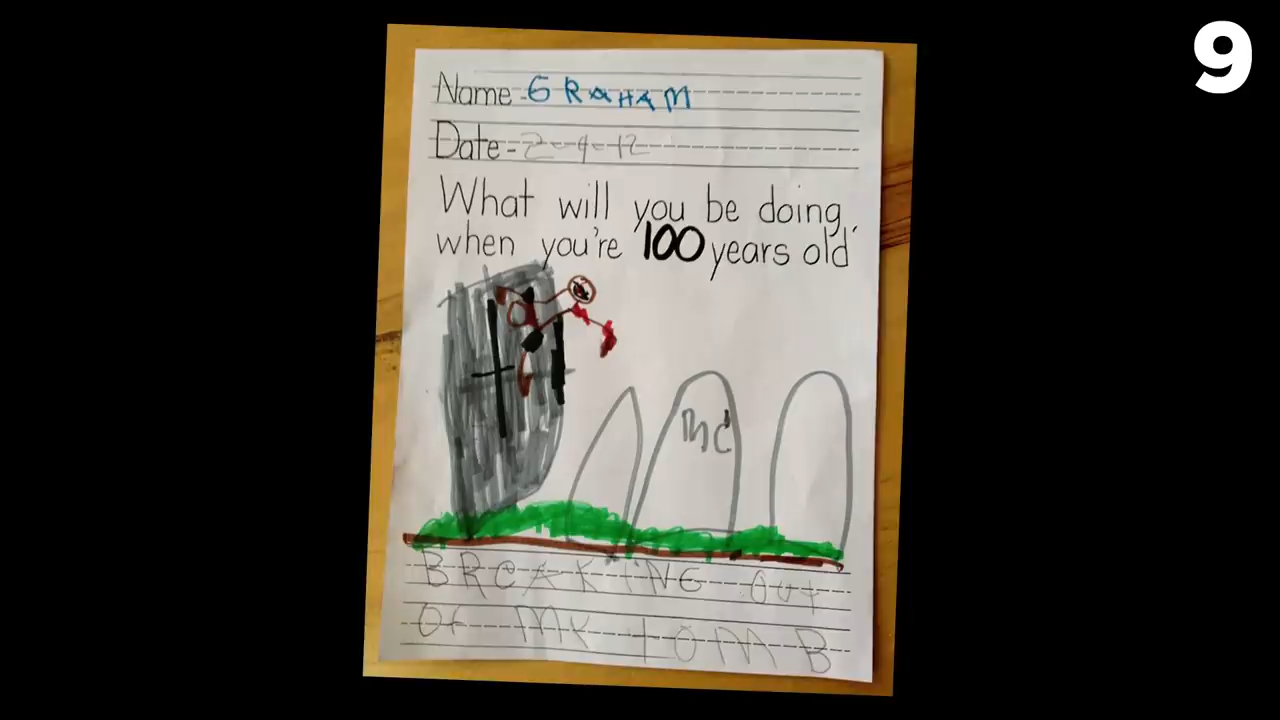 9
Name - GRAHAM
Date - 2-9-12
What will you be doing
when you're 100 years old
MC
BREAKiNG OUt
Of MY TOMB